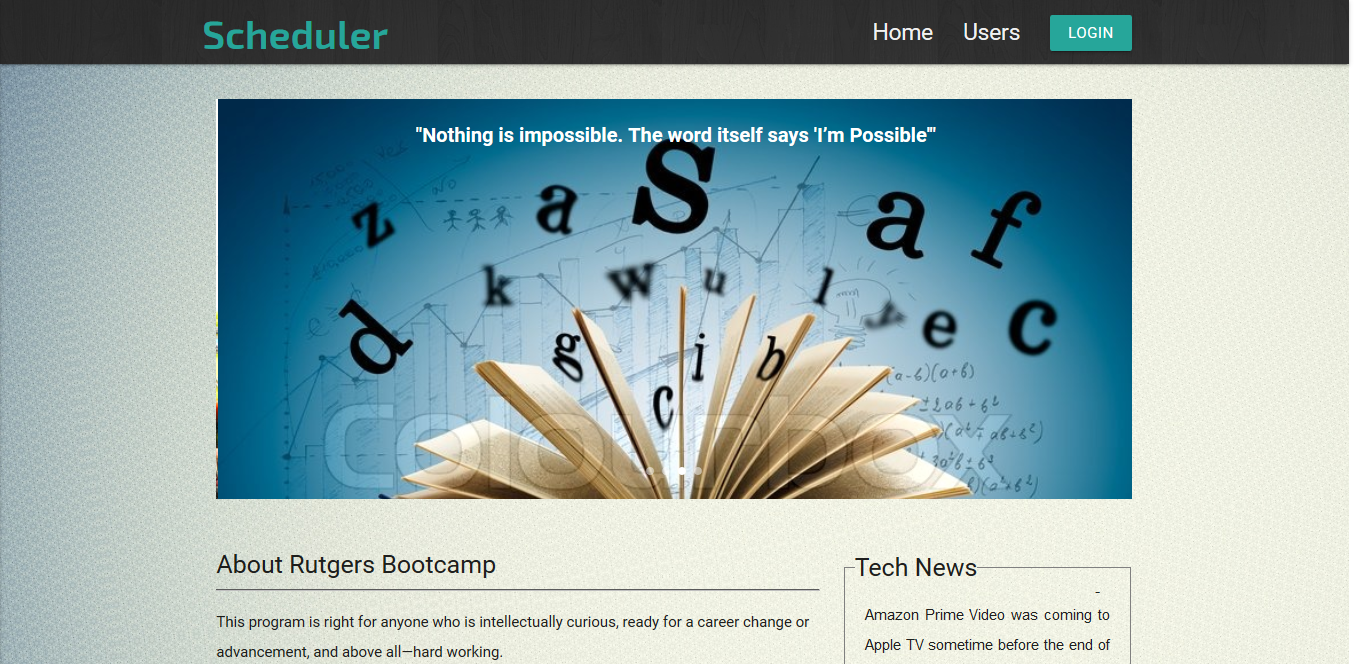 Scheduler
Home Users LOGIN
"Nothing is impossible. The word itself says 'I’m Possible'"
S
a
a
f
z
k
w
u
l
y
e
c
d
g
i
b
c
(a-b)(a+b)
colourbox
About Rutgers Bootcamp
This program is right for anyone who is intellectually curious, ready for a career change or
advancement, and above all—hard working.
Tech News
-
Amazon Prime Video was coming to
Apple TV sometime before the end of